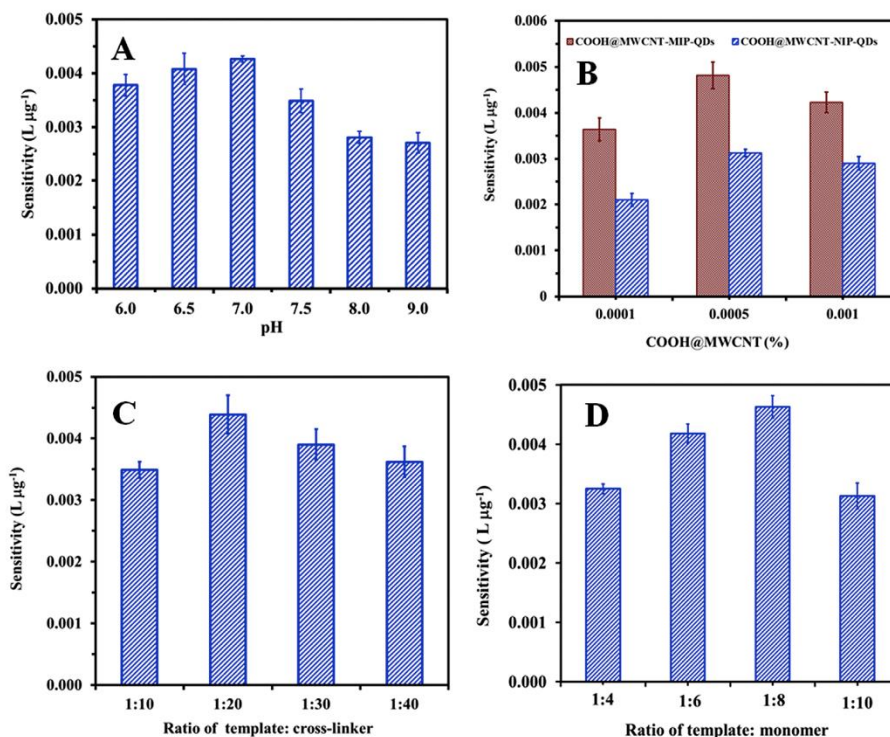 A
Sensitivity (L µg⁻¹)
0.005
0.004
0.003
0.002
0.001
0.000
6.0 6.5 7.0 7.5 8.0 9.0
pH
B
COOH@MWCNT-MIP-QDs COOH@MWCNT-NIP-QDs
Sensitivity (L µg⁻¹)
0.006
0.005
0.004
0.003
0.002
0.001
0
0.0001 0.0005 0.001
COOH@MWCNT (%)
C
Sensitivity (L µg⁻¹)
0.005
0.004
0.003
0.002
0.001
0.000
1:10 1:20 1:30 1:40
Ratio of template: cross-linker
D
Sensitivity ( L µg⁻¹)
0.005
0.004
0.003
0.002
0.001
0.000
1:4 1:6 1:8 1:10
Ratio of template: monomer